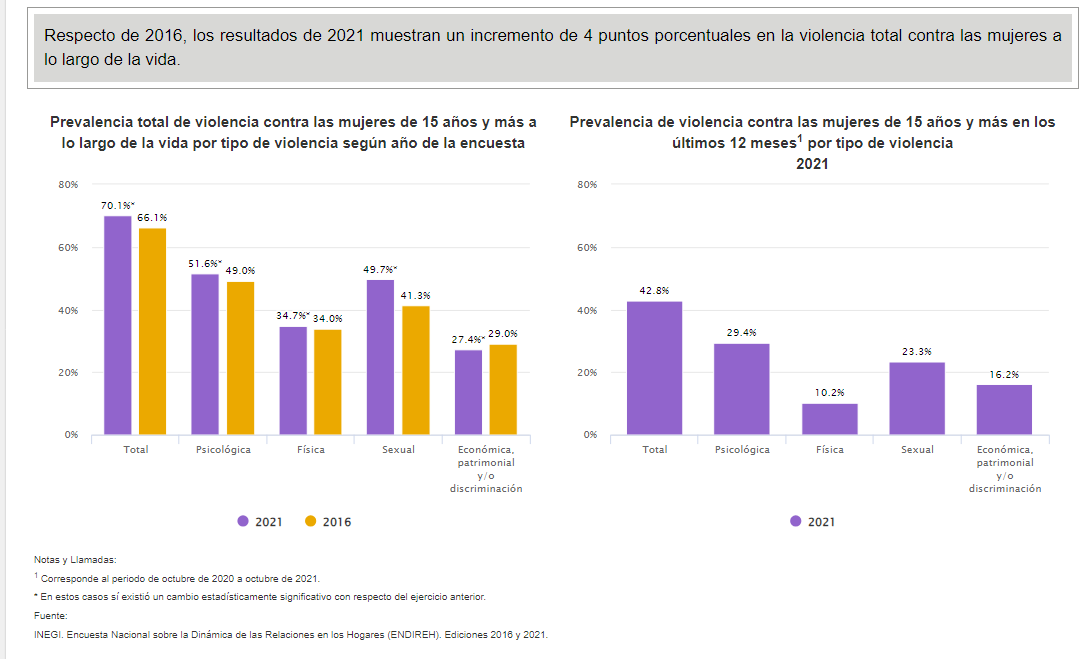 Respecto de 2016, los resultados de 2021 muestran un incremento de 4 puntos porcentuales en la violencia total contra las mujeres a
lo largo de la vida.
Prevalencia total de violencia contra las mujeres de 15 años y más a
lo largo de la vida por tipo de violencia según año de la encuesta
80%
60%
40%
20%
0%
70.1%*
66.1%
51.6%*
49.0%
34.7%*
34.0%
49.7%*
41.3%
27.4%*
29.0%
Total
Psicológica
Física
Sexual
Económica,
patrimonial
y/o
discriminación
2021
2016
Prevalencia de violencia contra las mujeres de 15 años y más en los
últimos 12 meses1 por tipo de violencia
2021
80%
60%
40%
20%
0%
42.8%
29.4%
10.2%
23.3%
16.2%
Total
Psicológica
Física
Sexual
Económica,
patrimonial
y/o
discriminación
2021
Notas y Llamadas:
1 Corresponde al periodo de octubre de 2020 a octubre de 2021.
* En estos casos sí existió un cambio estadísticamente significativo con respecto del ejercicio anterior.
Fuente:
INEGI. Encuesta Nacional sobre la Dinámica de las Relaciones en los Hogares (ENDIREH). Ediciones 2016 y 2021.